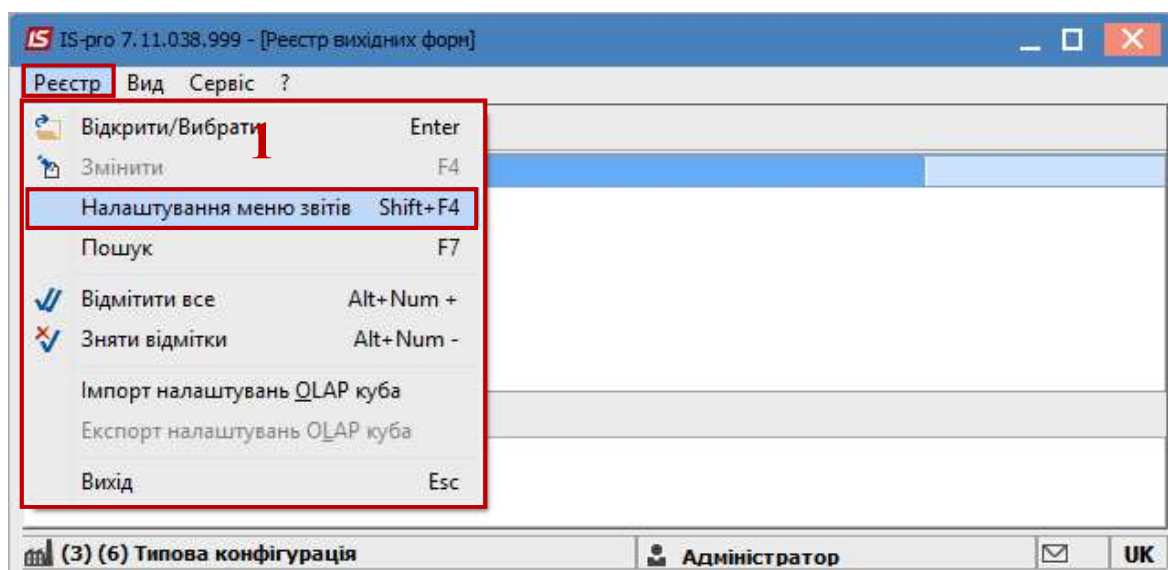 IS-pro 7.11.038.999 - [Реєстр вихідних форм]
Реєстр Вид Сервіс ?
Відкрити/Вибрати Enter
1
Змінити F4
Налаштування меню звітів Shift+F4
Пошук F7
Відмітити все Alt+Num +
Зняти відмітки Alt+Num -
Імпорт налаштувань OLAP куба
Експорт налаштувань OLAP куба
Вихід Esc
(3) (6) Типова конфігурація Адміністратор UK